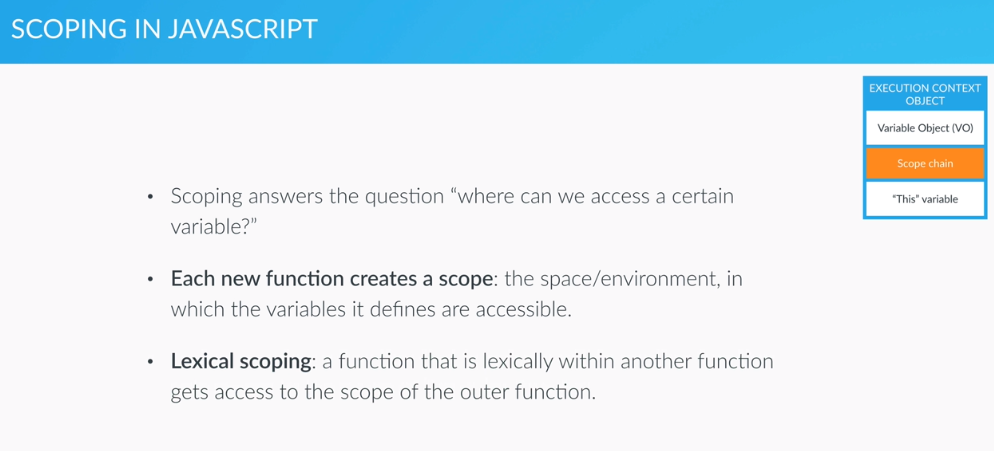 SCOPING IN JAVASCRIPT
EXECUTION CONTEXT
OBJECT
Variable Object (VO)
Scope chain
“This” variable
• Scoping answers the question “where can we access a certain
variable?”
• Each new function creates a scope: the space/environment, in
which the variables it defines are accessible.
• Lexical scoping: a function that is lexically within another function
gets access to the scope of the outer function.